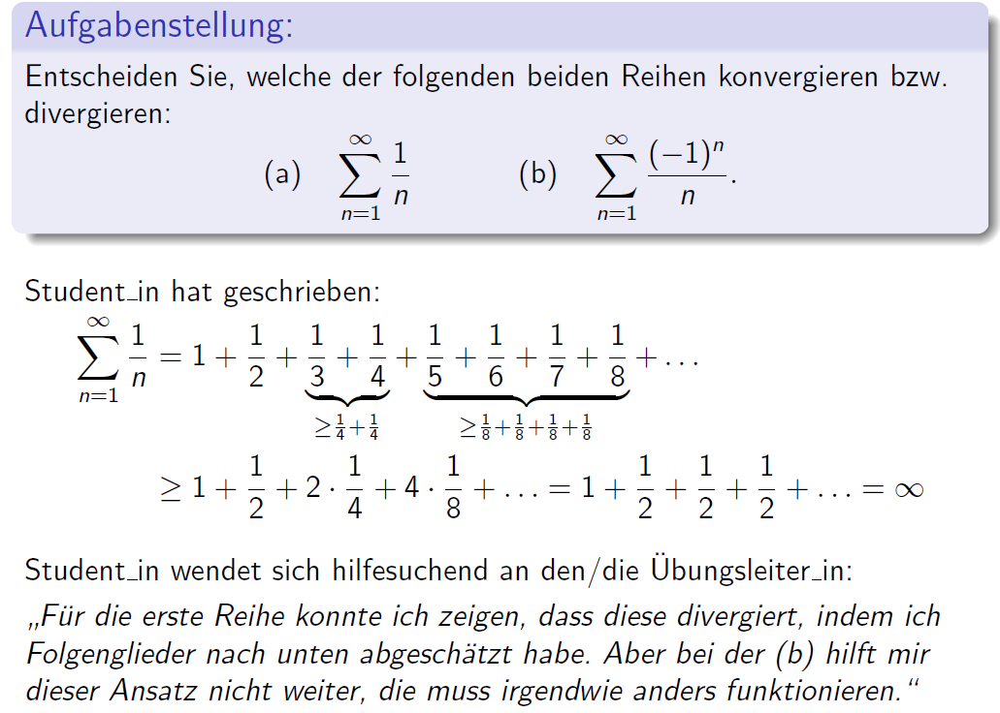 Aufgabenstellung:
Entscheiden Sie, welche der folgenden beiden Reihen konvergieren bzw.
divergieren:
(a) $\sum_{n=1}^{\infty} \frac{1}{n}$ (b) $\sum_{n=1}^{\infty} \frac{(-1)^n}{n}$.
Student_in hat geschrieben:
$\sum_{n=1}^{\infty} \frac{1}{n} = 1 + \frac{1}{2} + \underbrace{\frac{1}{3} + \frac{1}{4}}_{\geq \frac{1}{4} + \frac{1}{4}} + \underbrace{\frac{1}{5} + \frac{1}{6} + \frac{1}{7} + \frac{1}{8}}_{\geq \frac{1}{8} + \frac{1}{8} + \frac{1}{8} + \frac{1}{8}} + \ldots$
$\geq 1 + \frac{1}{2} + 2 \cdot \frac{1}{4} + 4 \cdot \frac{1}{8} + \ldots = 1 + \frac{1}{2} + \frac{1}{2} + \frac{1}{2} + \ldots = \infty$
Student_in wendet sich hilfesuchend an den/die Übungsleiter_in:
„Für die erste Reihe konnte ich zeigen, dass diese divergiert, indem ich
Folgenglieder nach unten abgeschätzt habe. Aber bei der (b) hilft mir
dieser Ansatz nicht weiter, die muss irgendwie anders funktionieren.“